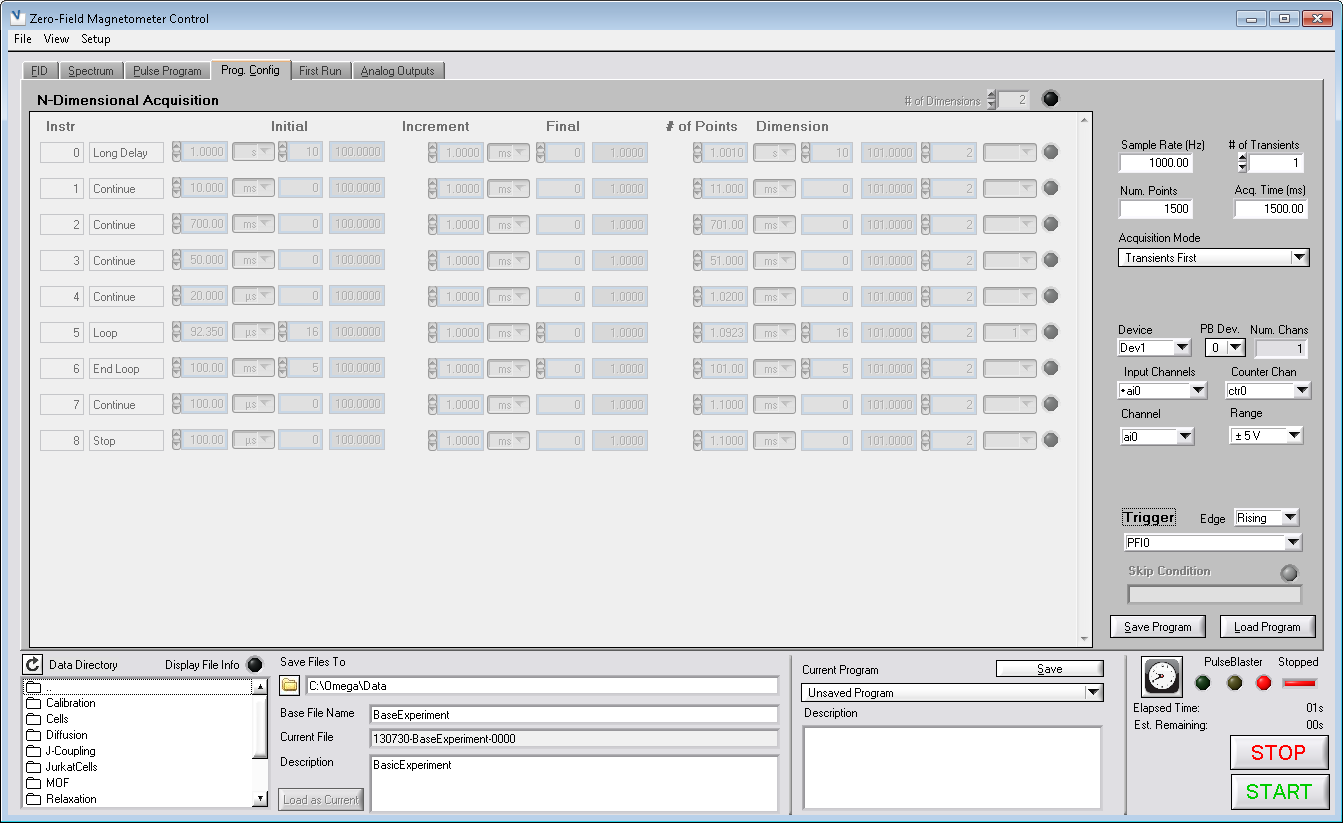 Zero-Field Magnetometer Control
File View Setup
FID Spectrum Pulse Program Prog. Config First Run Analog Outputs
N-Dimensional Acquisition # of Dimensions 2
Instr Initial Increment Final # of Points Dimension
0 Long Delay 1.0000 s 10 100.0000 1.0000 ms 0 1.0000 1.0010 s 10 101.0000 2
1 Continue 10.000 ms 0 100.0000 1.0000 ms 0 1.0000 11.000 ms 0 101.0000 2
2 Continue 700.00 ms 0 100.0000 1.0000 ms 0 1.0000 701.00 ms 0 101.0000 2
3 Continue 50.000 ms 0 100.0000 1.0000 ms 0 1.0000 51.000 ms 0 101.0000 2
4 Continue 20.000 µs 0 100.0000 1.0000 ms 0 1.0000 1.0200 ms 0 101.0000 2
5 Loop 92.350 µs 16 100.0000 1.0000 ms 0 1.0000 1.0923 ms 16 101.0000 2 1
6 End Loop 100.00 ms 5 100.0000 1.0000 ms 0 1.0000 101.00 ms 5 101.0000 2
7 Continue 100.00 µs 0 100.0000 1.0000 ms 0 1.0000 1.1000 ms 0 101.0000 2
8 Stop 100.00 µs 0 100.0000 1.0000 ms 0 1.0000 1.1000 ms 0 101.0000 2
Sample Rate (Hz) # of Transients
1000.00 1
Num. Points Acq. Time (ms)
1500 1500.00
Acquisition Mode
Transients First
Device PB Dev. Num. Chans
Dev1 0 1
Input Channels Counter Chan
+ai0 ctr0
Channel Range
ai0 ± 5 V
Trigger Edge Rising
PFI0
Skip Condition
Save Program Load Program
Data Directory Display File Info
..
Calibration
Cells
Diffusion
J-Coupling
JurkatCells
MOF
Relaxation
Save Files To
C:\Omega\Data
Base File Name BaseExperiment
Current File 130730-BaseExperiment-0000
Description BasicExperiment
Load as Current
Current Program Save
Unsaved Program
Description
PulseBlaster Stopped
Elapsed Time: 01s
Est. Remaining: 00s
STOP
START